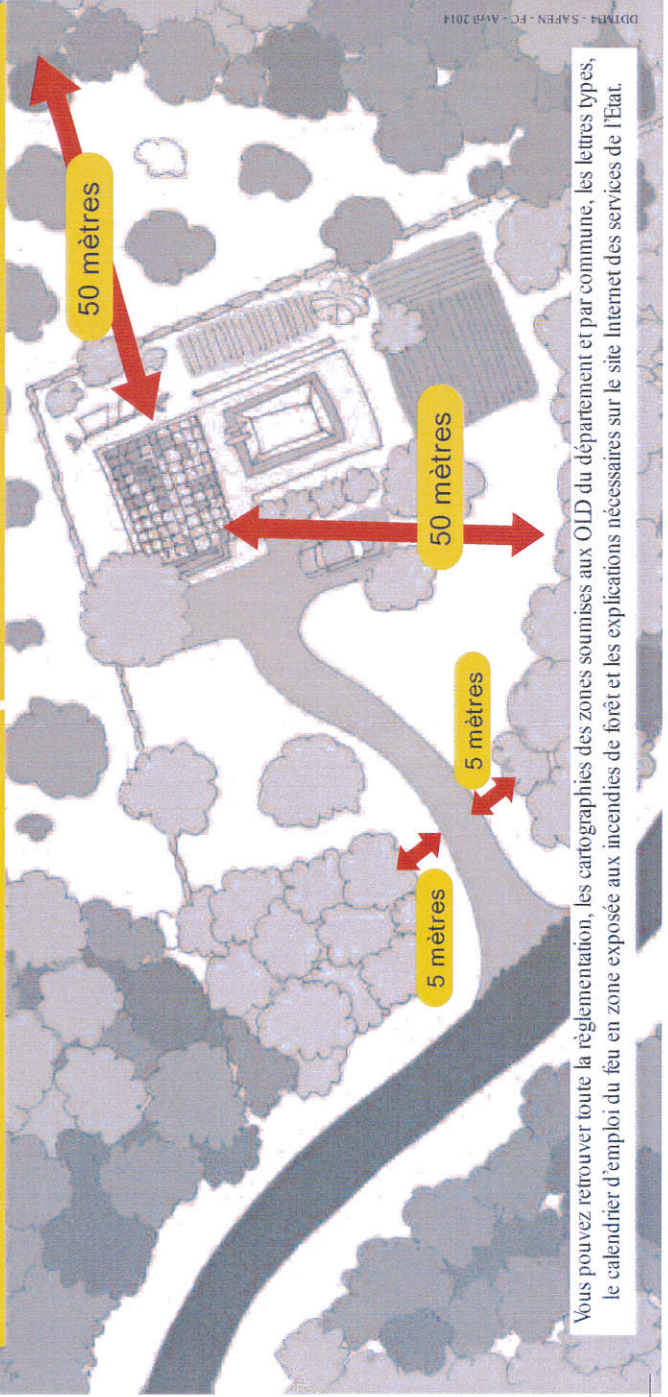 50 mètres
50 mètres
5 mètres
5 mètres
Vous pouvez retrouver toute la règlementation, les cartographies des zones soumises aux OLD du département et par commune, les lettres types,
le calendrier d'emploi du feu en zone exposée aux incendies de forêt et les explications nécessaires sur le site Internet des services de l'Etat.
DDTM34 - SAFEN - FC - Avril 2014